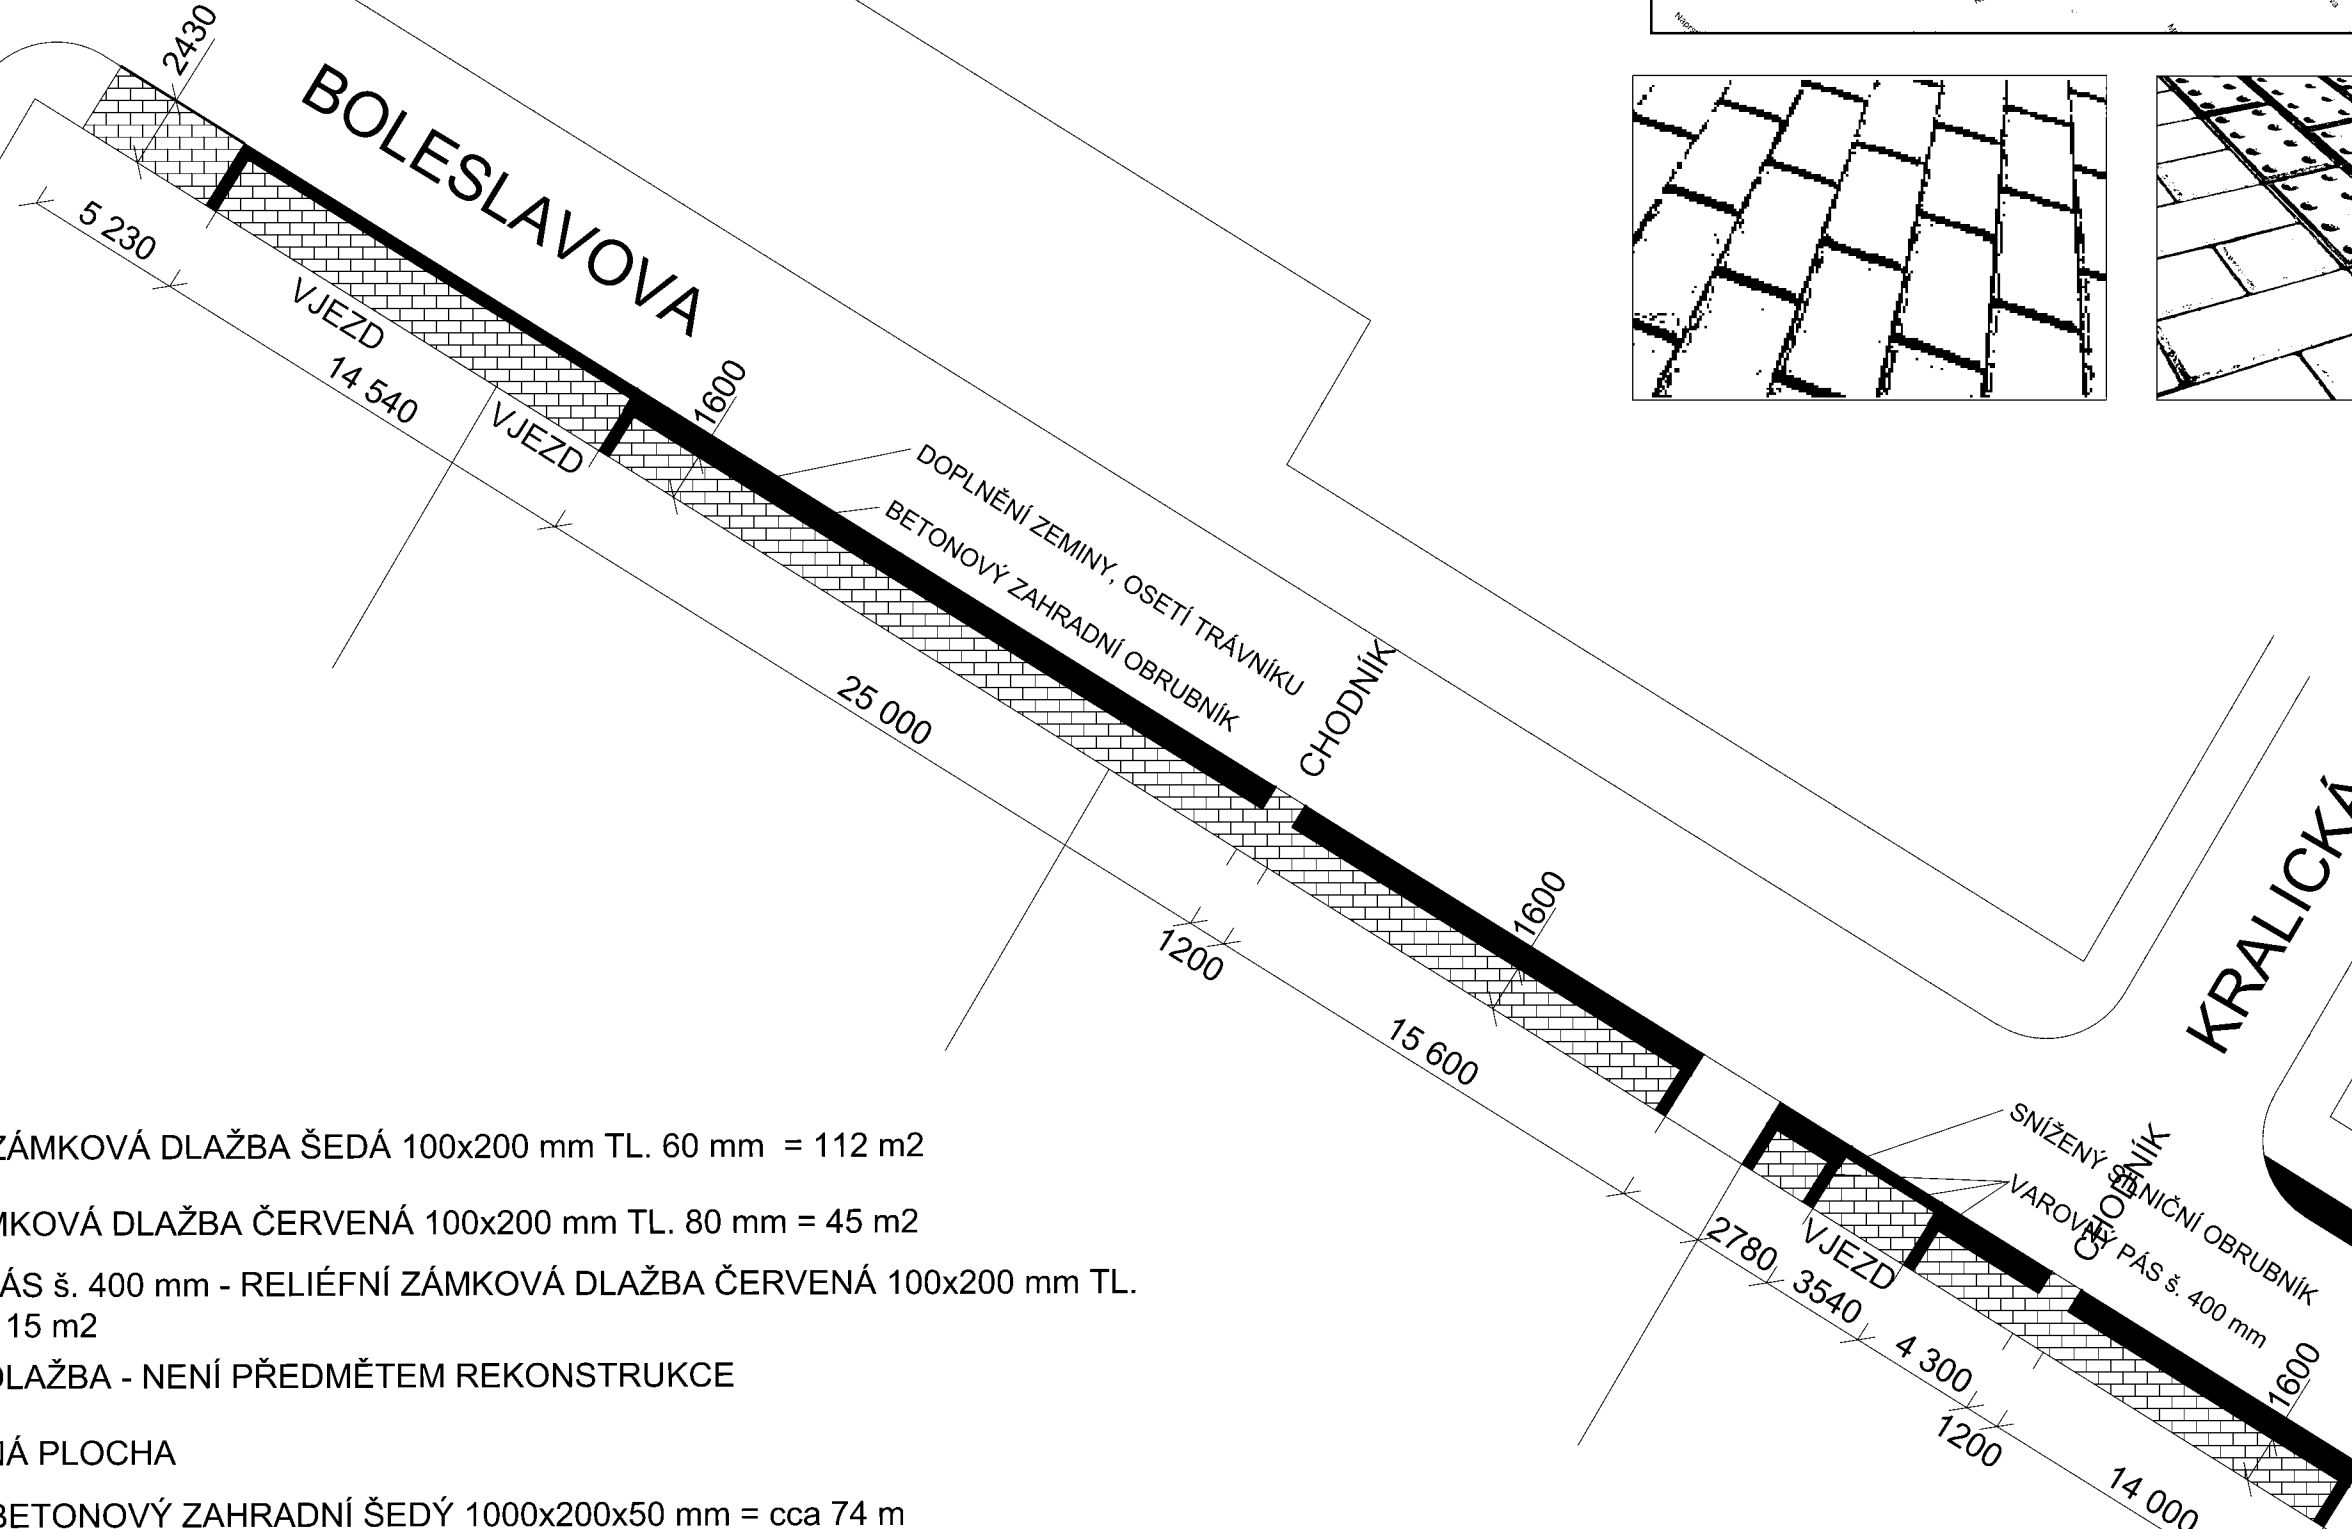 2430
BOLESLAVOVA
5 230
VJEZD
14 540
VJEZD
1600
DOPLNĚNÍ ZEMINY, OSETÍ TRÁVNÍKU
BETONOVÝ ZAHRADNÍ OBRUBNÍK
CHODNÍK
25 000
1200
1600
15 600
KRALICKÁ
SNÍŽENÝ SILNIČNÍ OBRUBNÍK
VAROVNÝ PÁS š. 400 mm
CHODNÍK
VJEZD
2780
3540
4 300
1200
1600
14 000
ZÁMKOVÁ DLAŽBA ŠEDÁ 100x200 mm TL. 60 mm = 112 m2
MKOVÁ DLAŽBA ČERVENÁ 100x200 mm TL. 80 mm = 45 m2
ÁS š. 400 mm - RELIÉFNÍ ZÁMKOVÁ DLAŽBA ČERVENÁ 100x200 mm TL.
15 m2
DLAŽBA - NENÍ PŘEDMĚTEM REKONSTRUKCE
NÁ PLOCHA
BETONOVÝ ZAHRADNÍ ŠEDÝ 1000x200x50 mm = cca 74 m